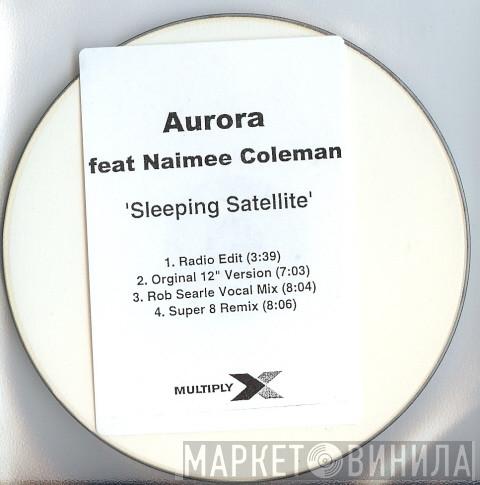 Aurora
feat Naimee Coleman
'Sleeping Satellite'
1. Radio Edit (3:39)
2. Orginal 12" Version (7:03)
3. Rob Searle Vocal Mix (8:04)
4. Super 8 Remix (8:06)
MULTIPLY
МАРКЕТ ВИНИЛА